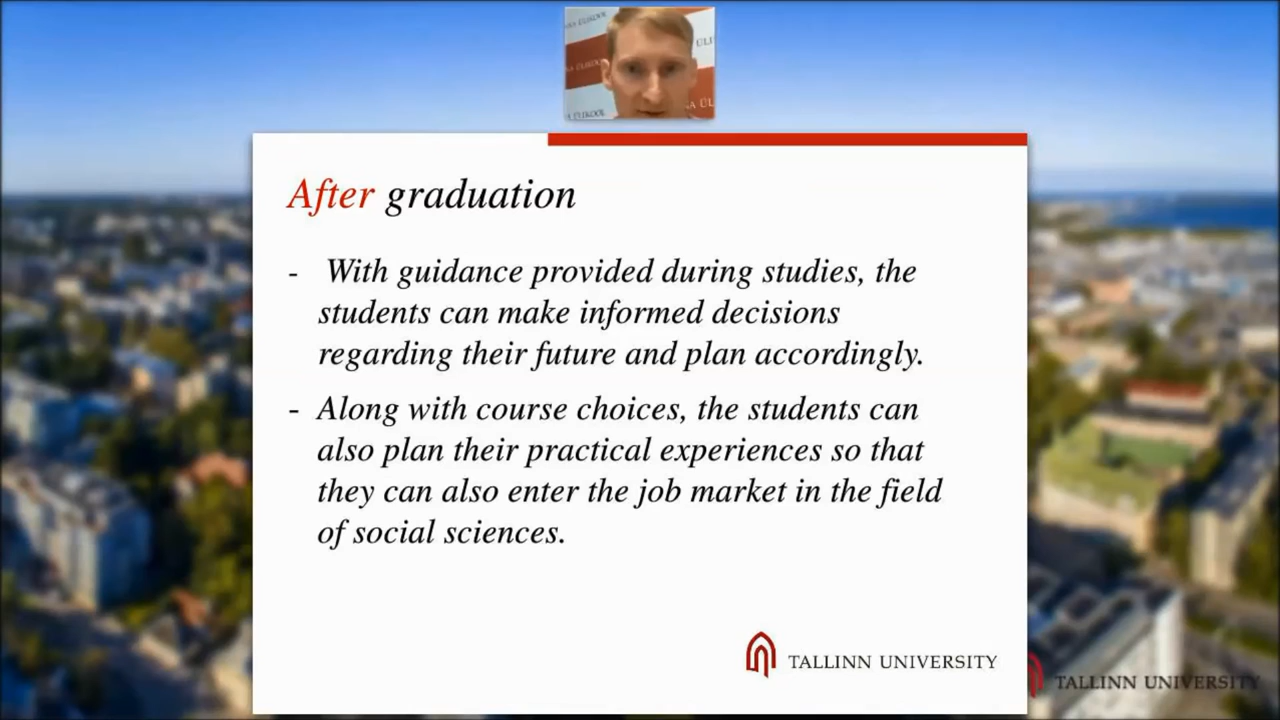 After graduation
- With guidance provided during studies, the
students can make informed decisions
regarding their future and plan accordingly.
- Along with course choices, the students can
also plan their practical experiences so that
they can also enter the job market in the field
of social sciences.
TALLINN UNIVERSITY
TALLINN UNIVERSITY